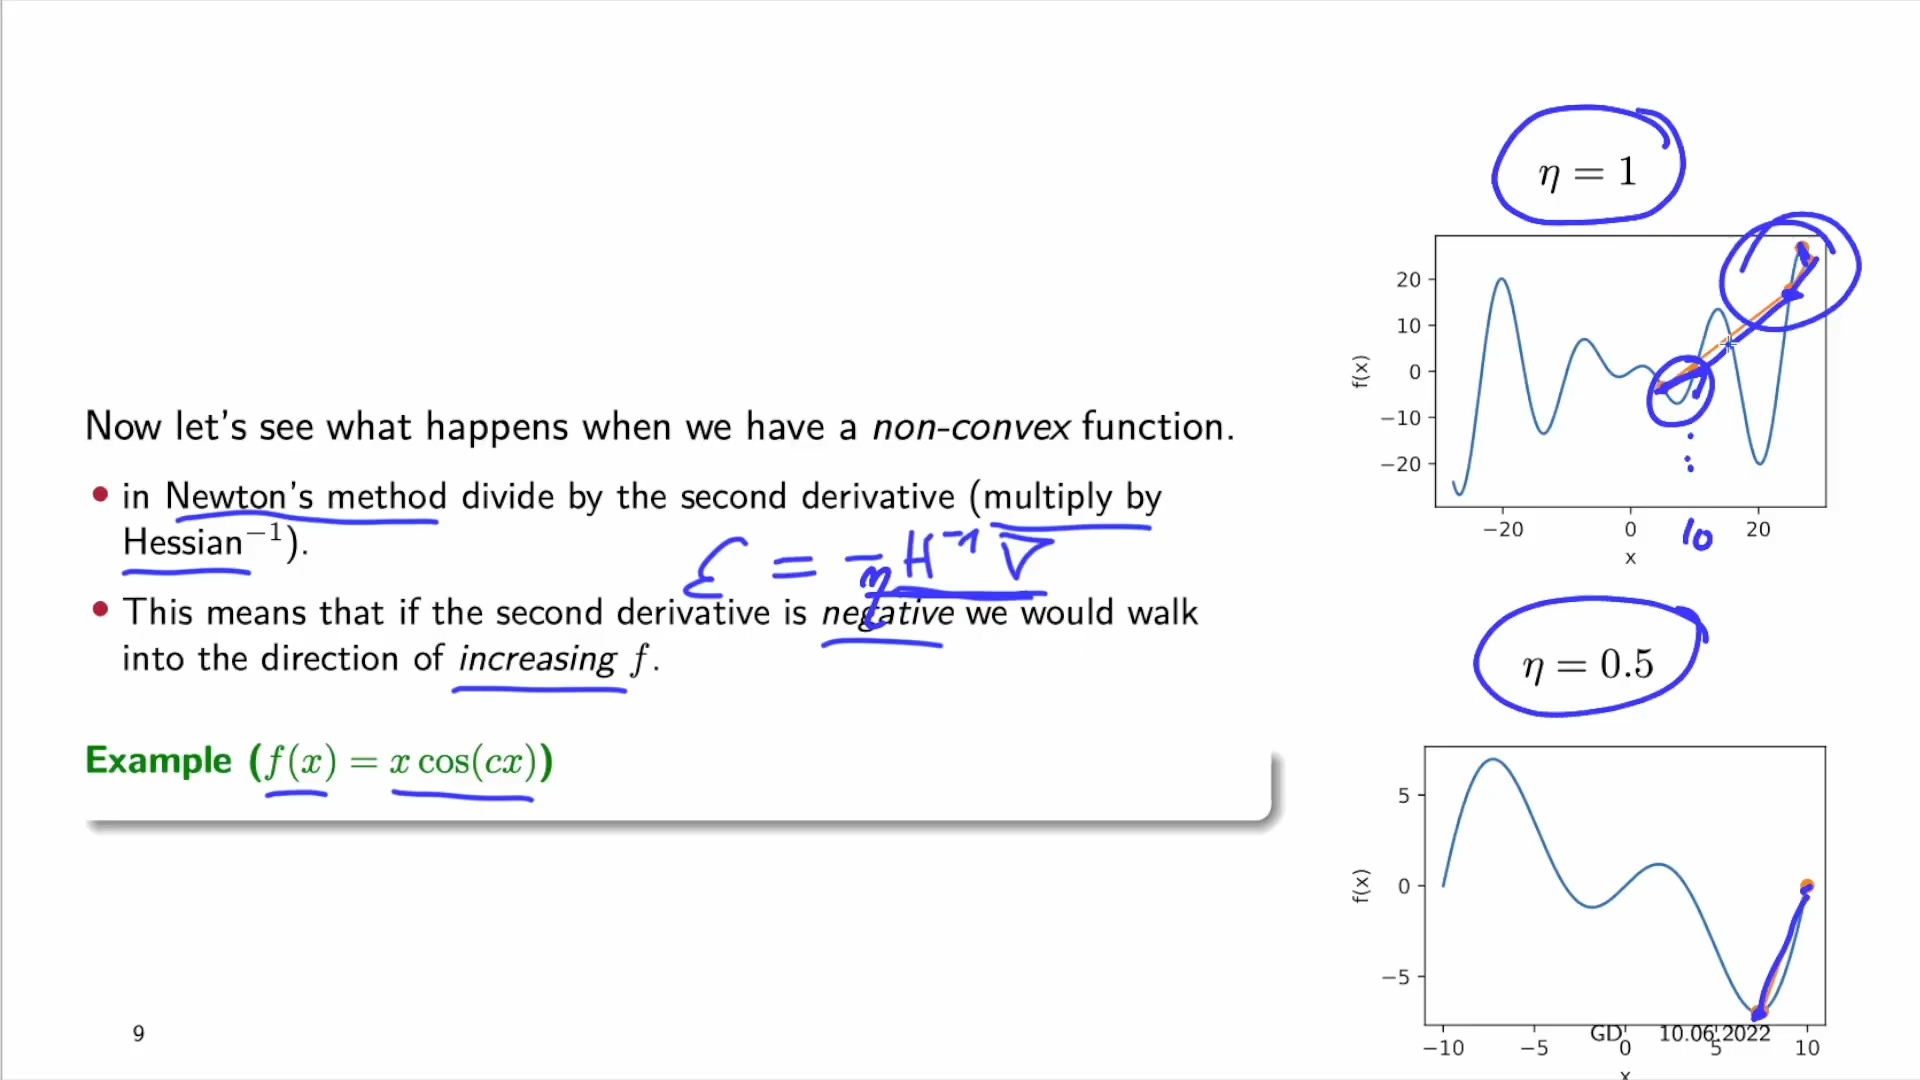 η = 1
20
10
0
−10
−20
f(x)
−20
0
10
20
x
Now let's see what happens when we have a non-convex function.
• in Newton's method divide by the second derivative (multiply by
Hessian⁻¹).
ε = −η H⁻¹ ∇
• This means that if the second derivative is negative we would walk
into the direction of increasing f.
Example (f(x) = x cos(cx))
η = 0.5
5
0
−5
f(x)
−10
−5
0
5
10
x
9
GD
10.06.2022